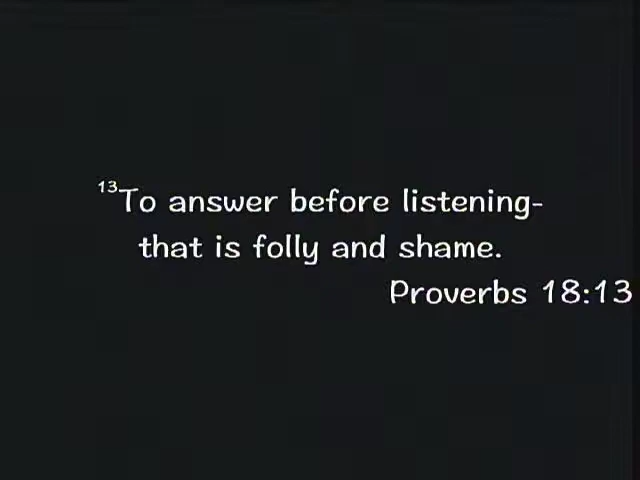 ¹³To answer before listening-
that is folly and shame.
Proverbs 18:13